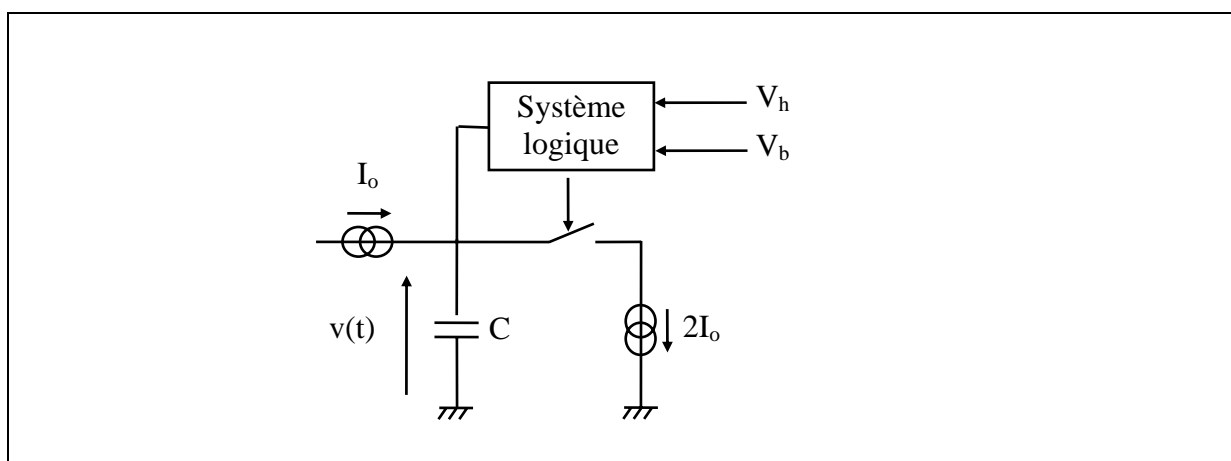 Système
logique
V_h
V_b
I_o
v(t)
C
2I_o